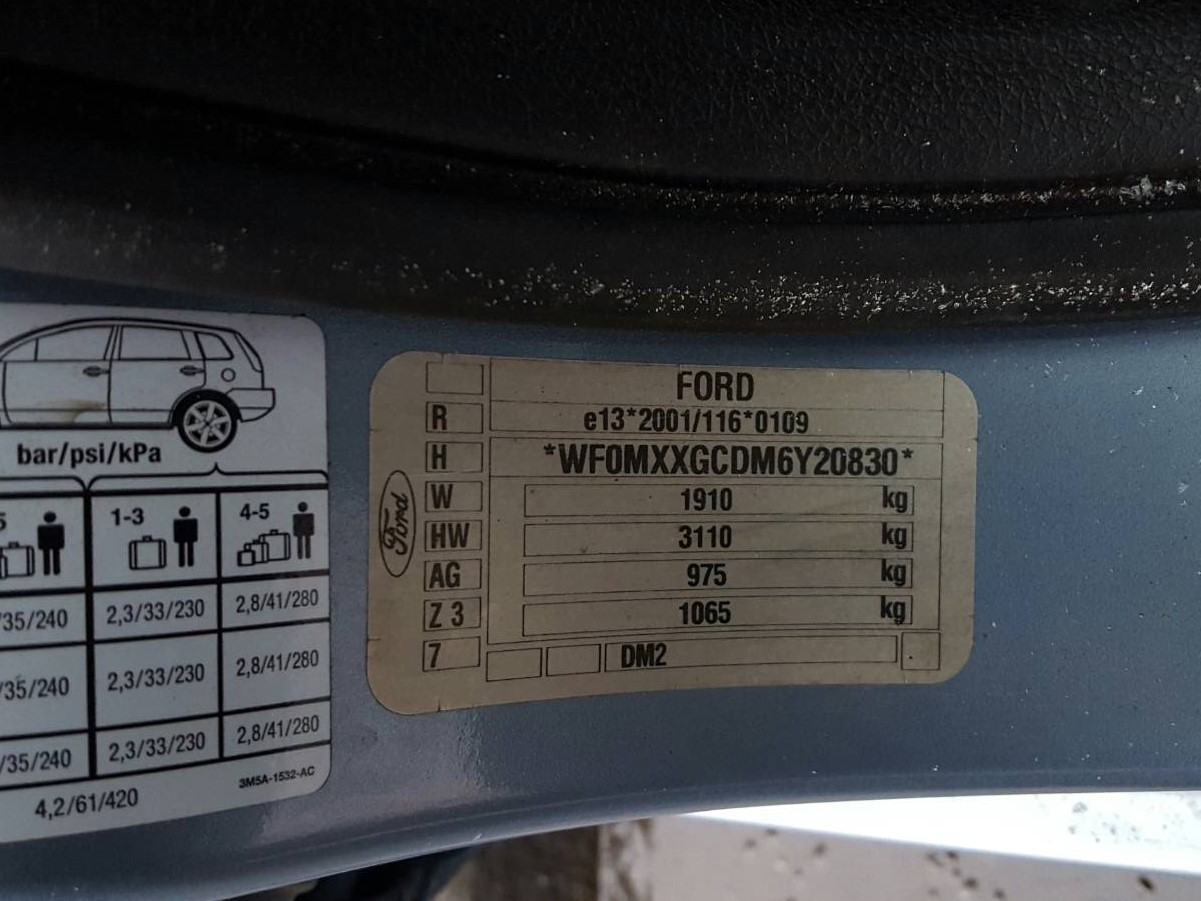 bar/psi/kPa
5
1-3
4-5
/35/240
2,3/33/230
2,8/41/280
/35/240
2,3/33/230
2,8/41/280
/35/240
2,3/33/230
2,8/41/280
3M5A-1532-AC
4,2/61/420
Ford
FORD
R
e13*2001/116*0109
H
*WF0MXXGCDM6Y20830*
W
1910 kg
HW
3110 kg
AG
975 kg
Z 3
1065 kg
7
DM2